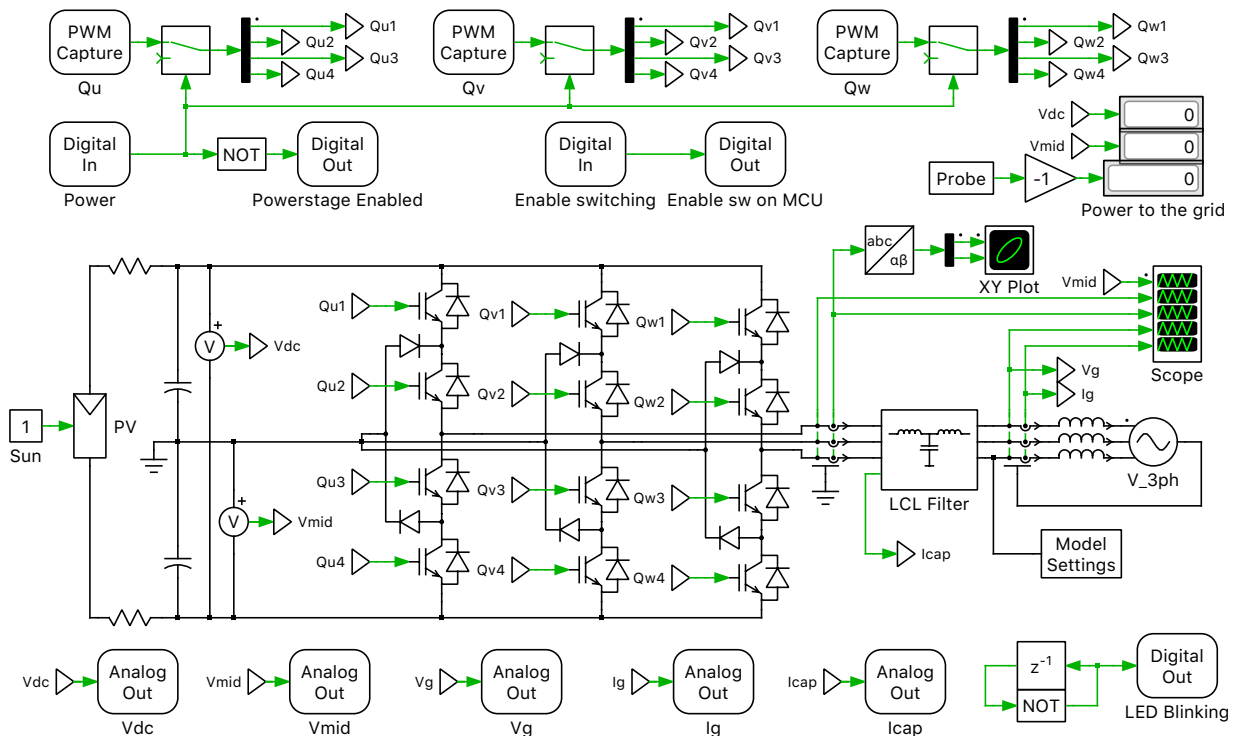 PWM
Capture
Qu
Qu1
Qu2
Qu3
Qu4
PWM
Capture
Qv
Qv1
Qv2
Qv3
Qv4
PWM
Capture
Qw
Qw1
Qw2
Qw3
Qw4
Digital
In
Power
NOT
Digital
Out
Powerstage Enabled
Digital
In
Enable switching
Digital
Out
Enable sw on MCU
Vdc
0
Vmid
0
Probe
-1
0
Power to the grid
abc
αβ
XY Plot
Vmid
Scope
Vg
Ig
1
Sun
PV
V
+
Vdc
V
+
Vmid
Qu1
Qv1
Qw1
Qu2
Qv2
Qw2
Qu3
Qv3
Qw3
Qu4
Qv4
Qw4
LCL Filter
Icap
V_3ph
Model
Settings
Vdc
Analog
Out
Vdc
Vmid
Analog
Out
Vmid
Vg
Analog
Out
Vg
Ig
Analog
Out
Ig
Icap
Analog
Out
Icap
z-1
NOT
Digital
Out
LED Blinking